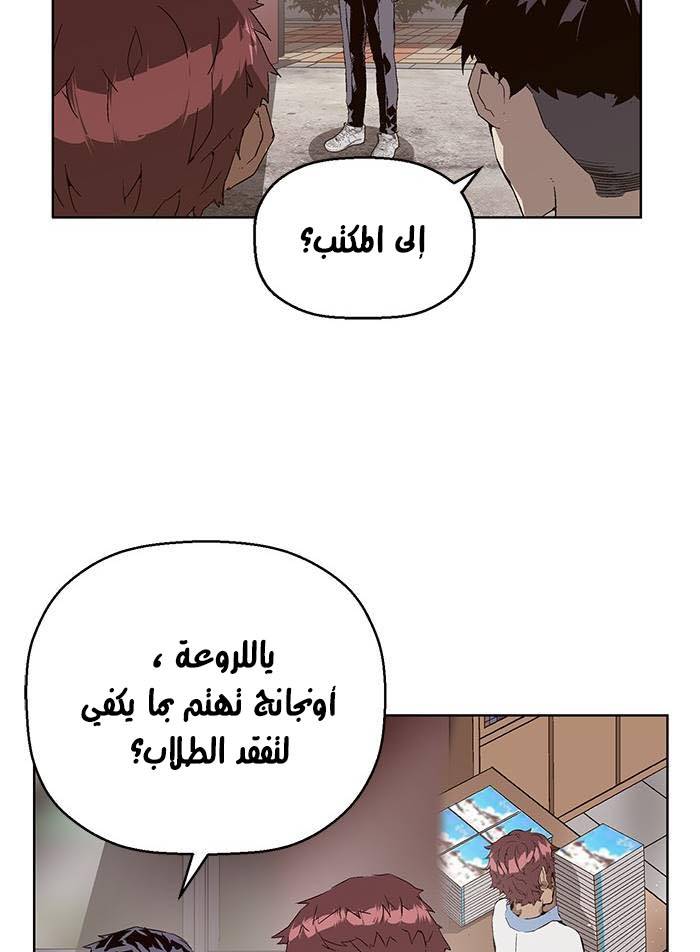 إلى المكتب؟
ياللروعة ،
أونجانج تهتم بما يكفي
لتفقد الطلاب؟